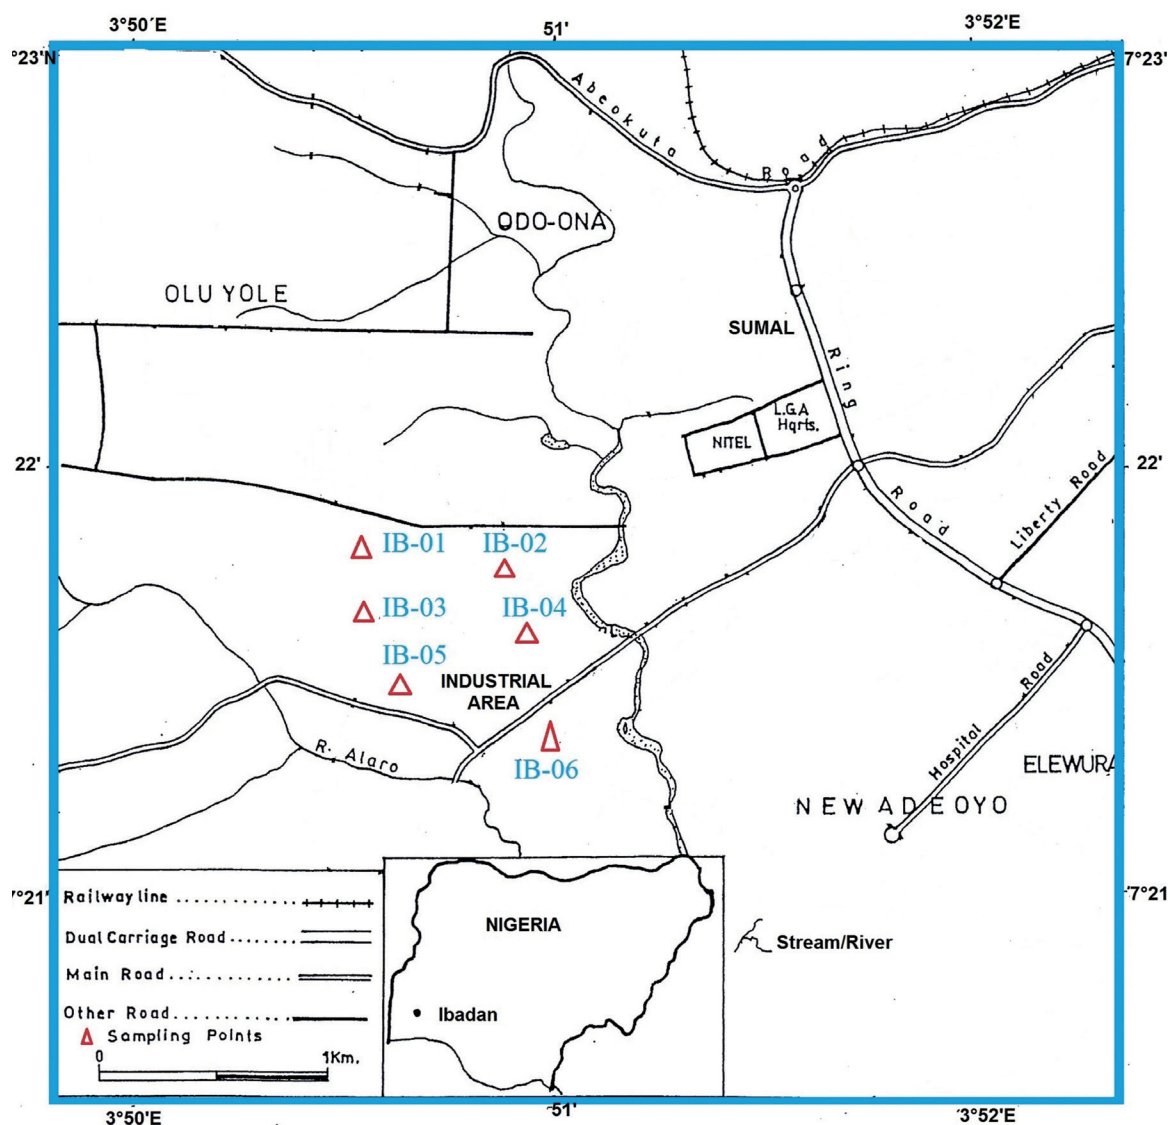 3°50'E
51'
3°52'E
°23'N
7°23'
Abeokuta Road
ODO-ONA
OLUYOLE
SUMAL
Ring Road
L.G.A
Hqrts.
NITEL
22'
22'
Liberty Road
IB-01
IB-02
IB-03
IB-04
IB-05
INDUSTRIAL
AREA
R. Alaro
IB-06
Hospital Road
ELEWURA
NEW ADEOYO
7°21'
7°21
Railway line
Dual Carriage Road
Main Road
Other Road
Sampling Points
0
1Km.
NIGERIA
Ibadan
Stream/River
3°50'E
51'
3°52'E